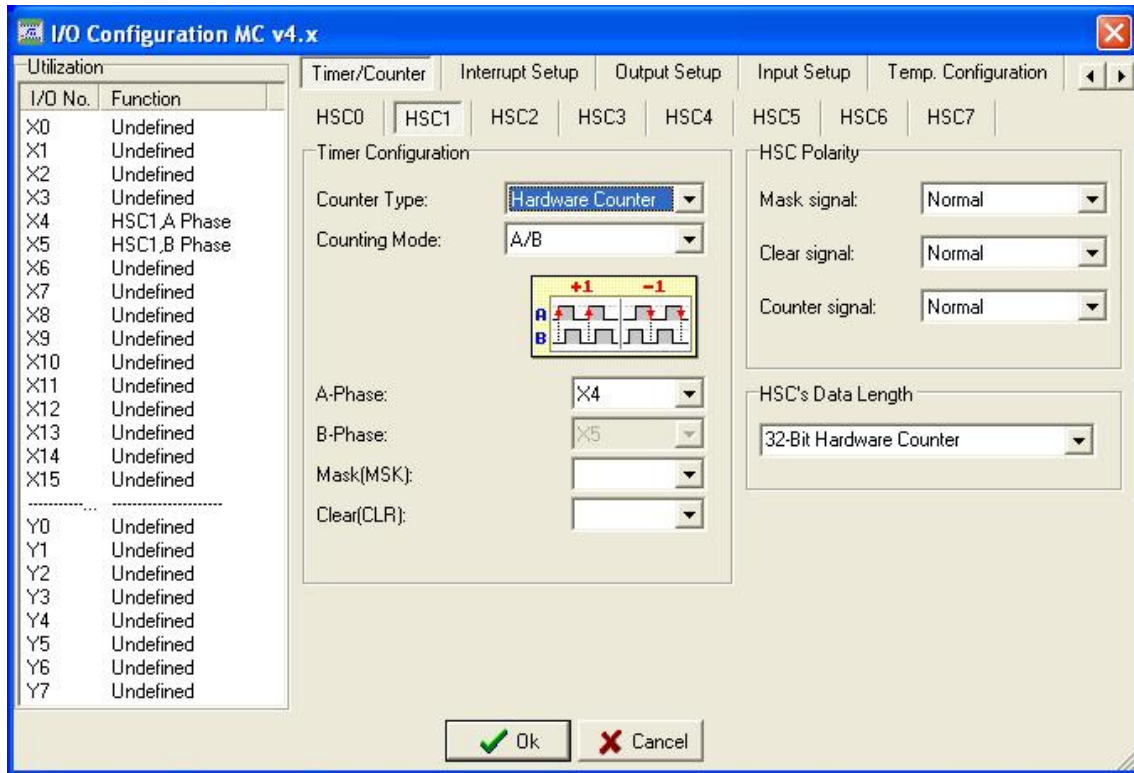 I/O Configuration MC v4.x
Utilization
I/O No. Function
X0 Undefined
X1 Undefined
X2 Undefined
X3 Undefined
X4 HSC1,A Phase
X5 HSC1,B Phase
X6 Undefined
X7 Undefined
X8 Undefined
X9 Undefined
X10 Undefined
X11 Undefined
X12 Undefined
X13 Undefined
X14 Undefined
X15 Undefined
----------... --------------------
Y0 Undefined
Y1 Undefined
Y2 Undefined
Y3 Undefined
Y4 Undefined
Y5 Undefined
Y6 Undefined
Y7 Undefined
Timer/Counter Interrupt Setup Output Setup Input Setup Temp. Configuration
HSC0 HSC1 HSC2 HSC3 HSC4 HSC5 HSC6 HSC7
Timer Configuration
Counter Type: Hardware Counter
Counting Mode: A/B
+1 -1
A
B
A-Phase: X4
B-Phase: X5
Mask(MSK):
Clear(CLR):
HSC Polarity
Mask signal: Normal
Clear signal: Normal
Counter signal: Normal
HSC's Data Length
32-Bit Hardware Counter
Ok Cancel